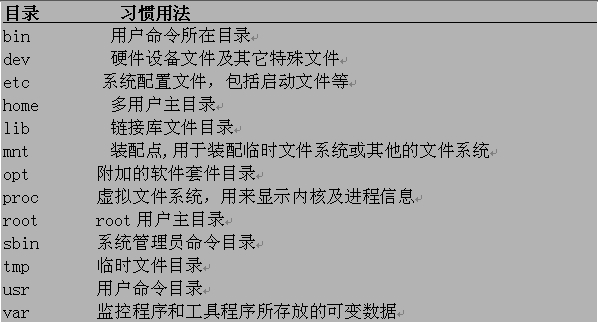 目录 习惯用法
bin 用户命令所在目录
dev 硬件设备文件及其它特殊文件
etc 系统配置文件，包括启动文件等
home 多用户主目录
lib 链接库文件目录
mnt 装配点,用于装配临时文件系统或其他的文件系统
opt 附加的软件套件目录
proc 虚拟文件系统，用来显示内核及进程信息
root root 用户主目录
sbin 系统管理员命令目录
tmp 临时文件目录
usr 用户命令目录
var 监控程序和工具程序所存放的可变数据